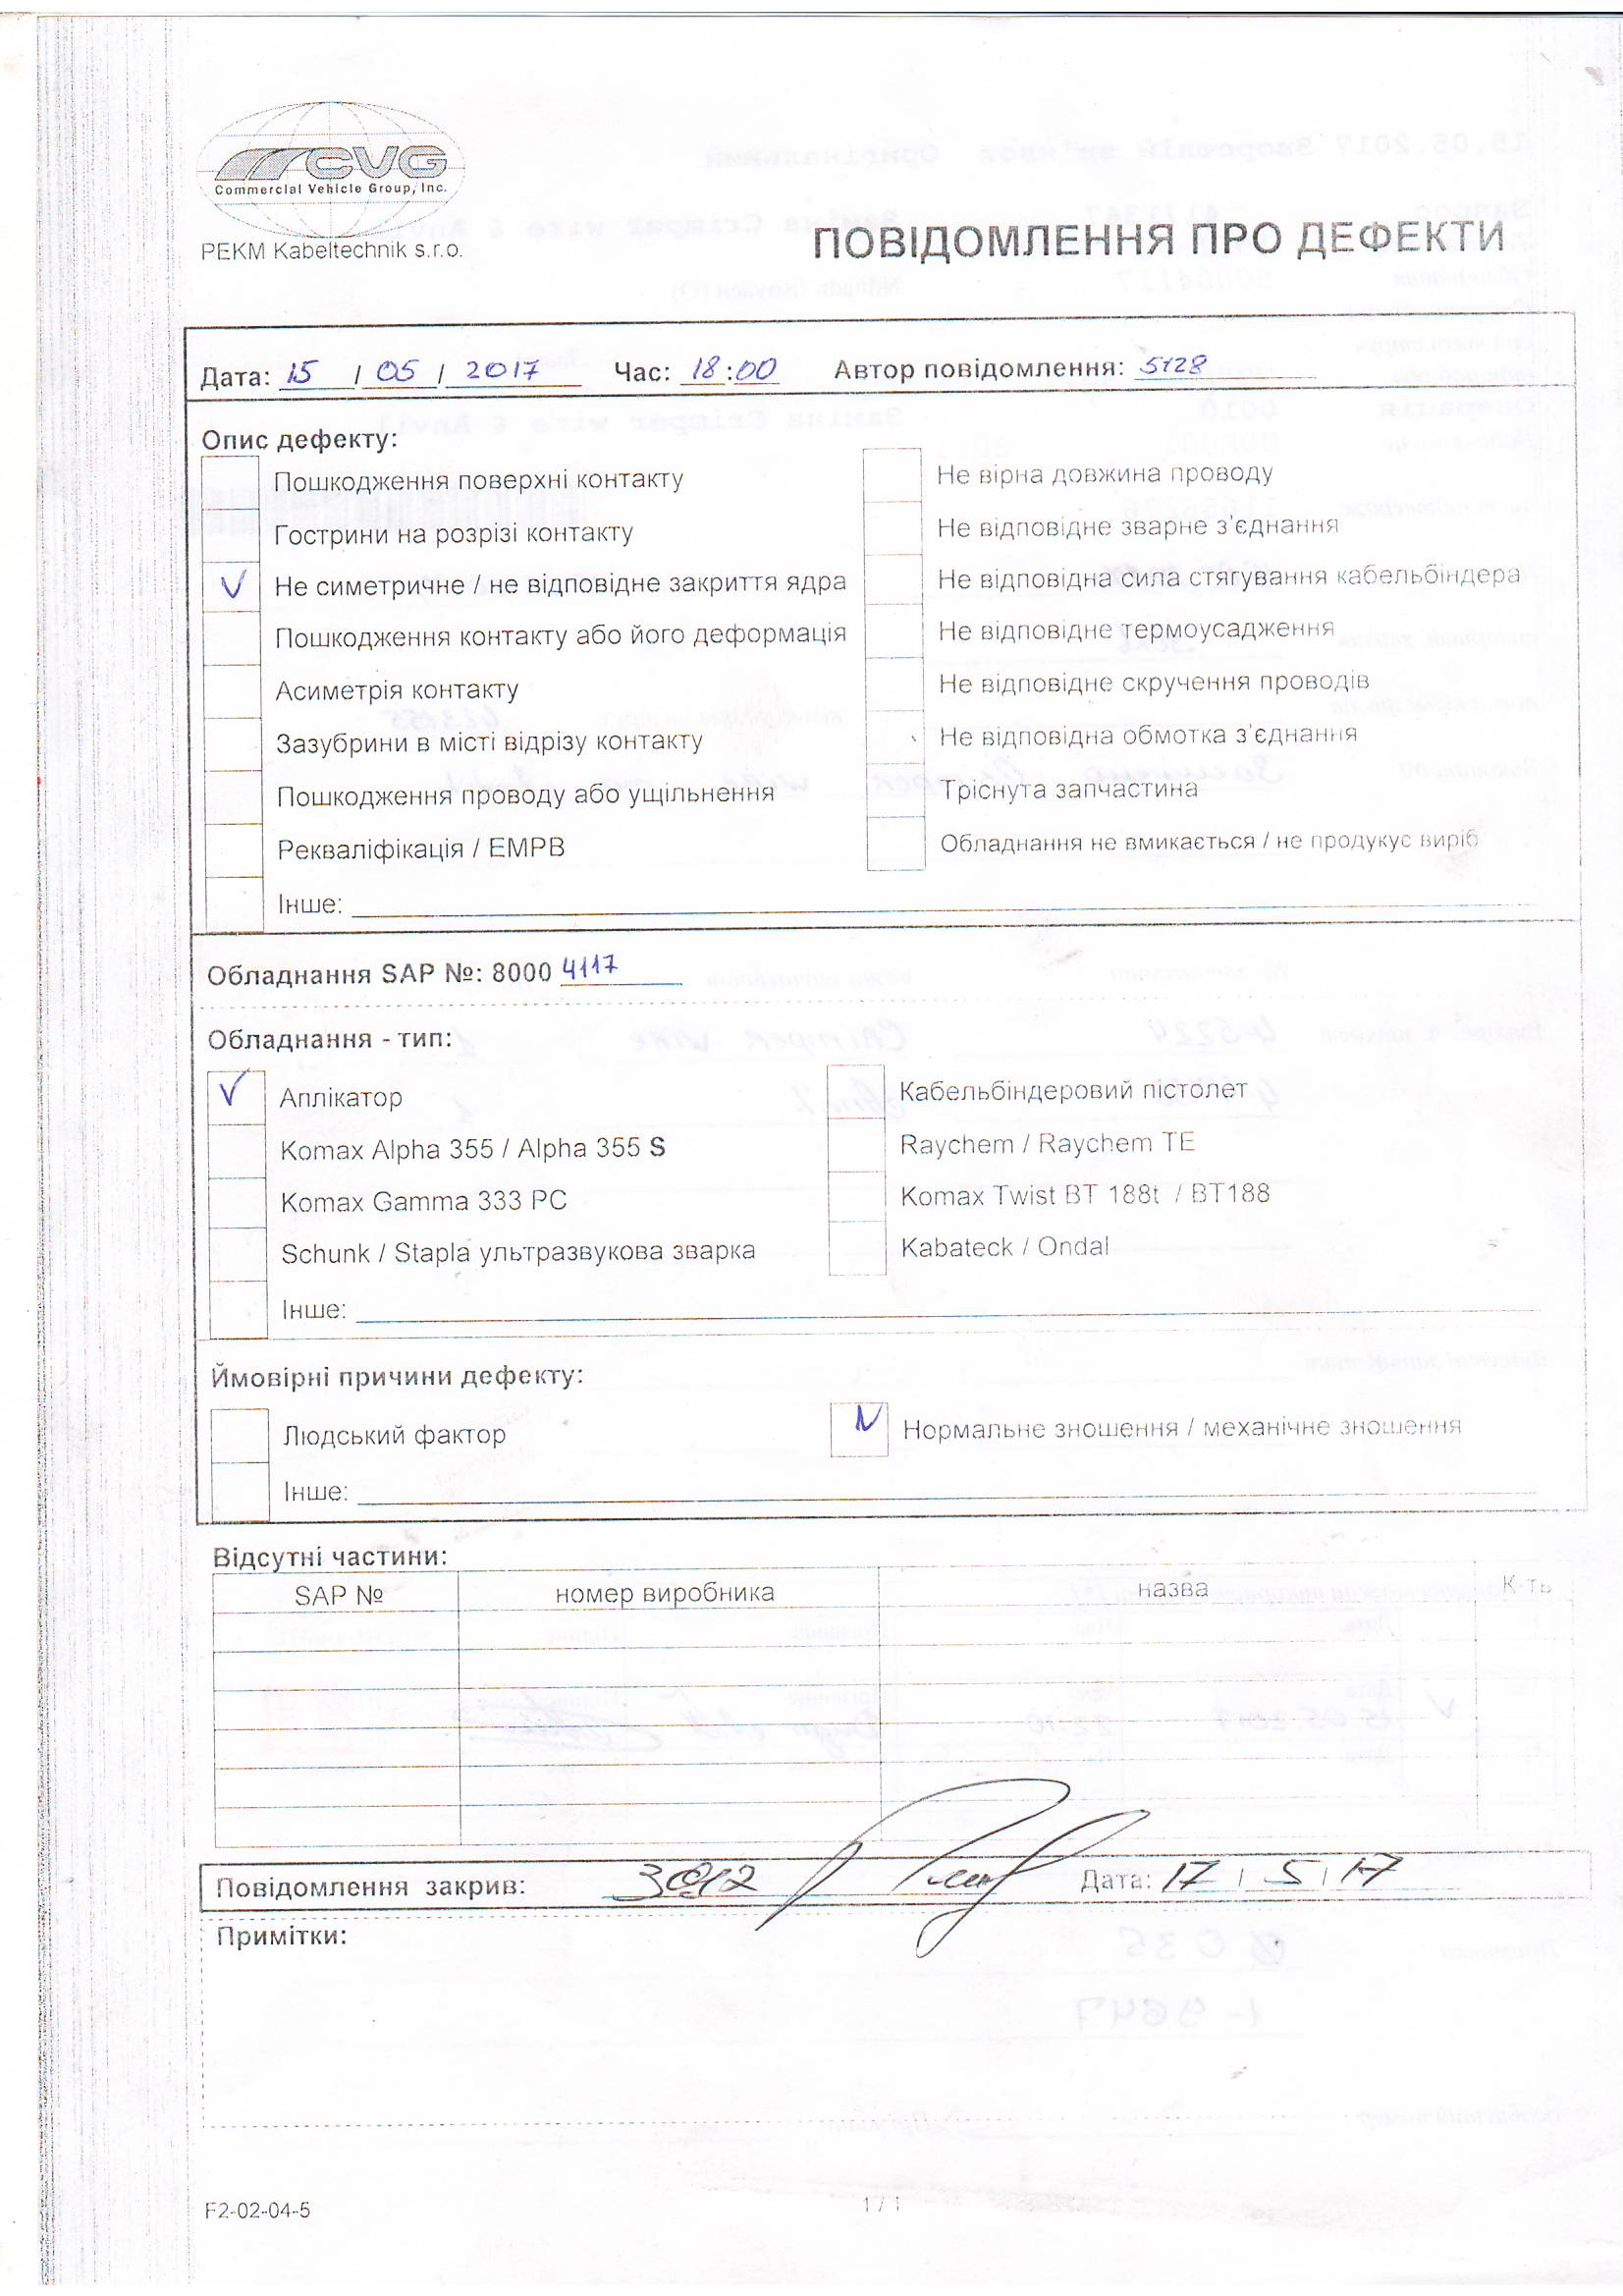 CVG
Commercial Vehicle Group, Inc.
PEKM Kabeltechnik s.r.o.
ПОВІДОМЛЕННЯ ПРО ДЕФЕКТИ
Дата: 15 / 05 / 2017 Час: 18:00 Автор повідомлення: 5128
Опис дефекту:
Пошкодження поверхні контакту
Не вірна довжина проводу
Гострини на розрізі контакту
Не відповідне зварне з'єднання
V Не симетричне / не відповідне закриття ядра
Не відповідна сила стягування кабельбіндера
Пошкодження контакту або його деформація
Не відповідне термоусадження
Асиметрія контакту
Не відповідне скручення проводів
Зазубрини в місті відрізу контакту
Не відповідна обмотка з'єднання
Пошкодження проводу або ущільнення
Тріснута запчастина
Рекваліфікація / EMPB
Обладнання не вмикається / не продукує виріб
Інше:
Обладнання SAP №: 8000 4117
Обладнання - тип:
V Аплікатор
Кабельбіндеровий пістолет
Komax Alpha 355 / Alpha 355 S
Raychem / Raychem TE
Komax Gamma 333 PC
Komax Twist BT 188t / BT188
Schunk / Stapla ультразвукова зварка
Kabateck / Ondal
Інше:
Ймовірні причини дефекту:
Людський фактор
V Нормальне зношення / механічне зношення
Інше:
Відсутні частини:
SAP № номер виробника назва К-ть
Повідомлення закрив: 3092 Дата: 17 / 5 / 17
Примітки:
F2-02-04-5
1 / 1